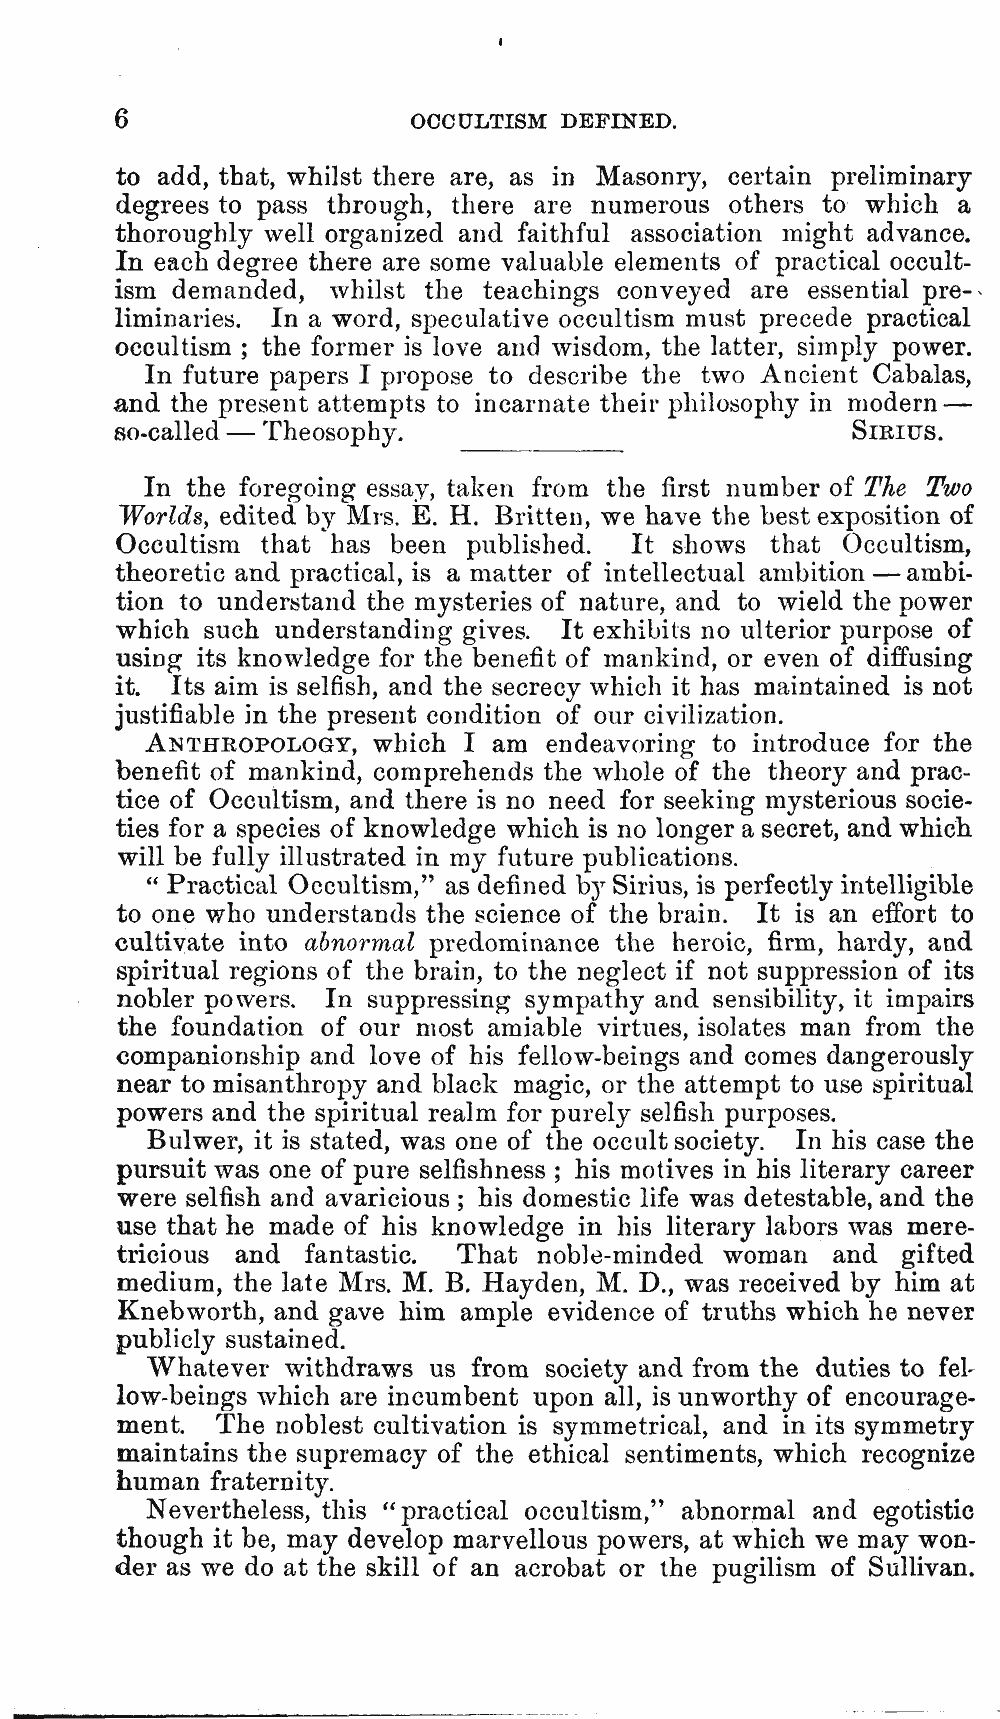 6 OCCULTISM DEFINED.
to add, that, whilst there are, as in Masonry, certain preliminary
degrees to pass through, there are numerous others to which a
thoroughly well organized and faithful association might advance.
In each degree there are some valuable elements of practical occult-
ism demanded, whilst the teachings conveyed are essential pre-
liminaries. In a word, speculative occultism must precede practical
occultism ; the former is love and wisdom, the latter, simply power.
In future papers I propose to describe the two Ancient Cabalas,
and the present attempts to incarnate their philosophy in modern —
so-called — Theosophy. SIRIUS.
In the foregoing essay, taken from the first number of The Two
Worlds, edited by Mrs. E. H. Britten, we have the best exposition of
Occultism that has been published. It shows that Occultism,
theoretic and practical, is a matter of intellectual ambition — ambi-
tion to understand the mysteries of nature, and to wield the power
which such understanding gives. It exhibits no ulterior purpose of
using its knowledge for the benefit of mankind, or even of diffusing
it. Its aim is selfish, and the secrecy which it has maintained is not
justifiable in the present condition of our civilization.
ANTHROPOLOGY, which I am endeavoring to introduce for the
benefit of mankind, comprehends the whole of the theory and prac-
tice of Occultism, and there is no need for seeking mysterious socie-
ties for a species of knowledge which is no longer a secret, and which
will be fully illustrated in my future publications.
“ Practical Occultism,” as defined by Sirius, is perfectly intelligible
to one who understands the science of the brain. It is an effort to
cultivate into abnormal predominance the heroic, firm, hardy, and
spiritual regions of the brain, to the neglect if not suppression of its
nobler powers. In suppressing sympathy and sensibility, it impairs
the foundation of our most amiable virtues, isolates man from the
companionship and love of his fellow-beings and comes dangerously
near to misanthropy and black magic, or the attempt to use spiritual
powers and the spiritual realm for purely selfish purposes.
Bulwer, it is stated, was one of the occult society. In his case the
pursuit was one of pure selfishness ; his motives in his literary career
were selfish and avaricious ; his domestic life was detestable, and the
use that he made of his knowledge in his literary labors was mere-
tricious and fantastic. That noble-minded woman and gifted
medium, the late Mrs. M. B. Hayden, M. D., was received by him at
Knebworth, and gave him ample evidence of truths which he never
publicly sustained.
Whatever withdraws us from society and from the duties to fel-
low-beings which are incumbent upon all, is unworthy of encourage-
ment. The noblest cultivation is symmetrical, and in its symmetry
maintains the supremacy of the ethical sentiments, which recognize
human fraternity.
Nevertheless, this “practical occultism,” abnormal and egotistic
though it be, may develop marvellous powers, at which we may won-
der as we do at the skill of an acrobat or the pugilism of Sullivan.